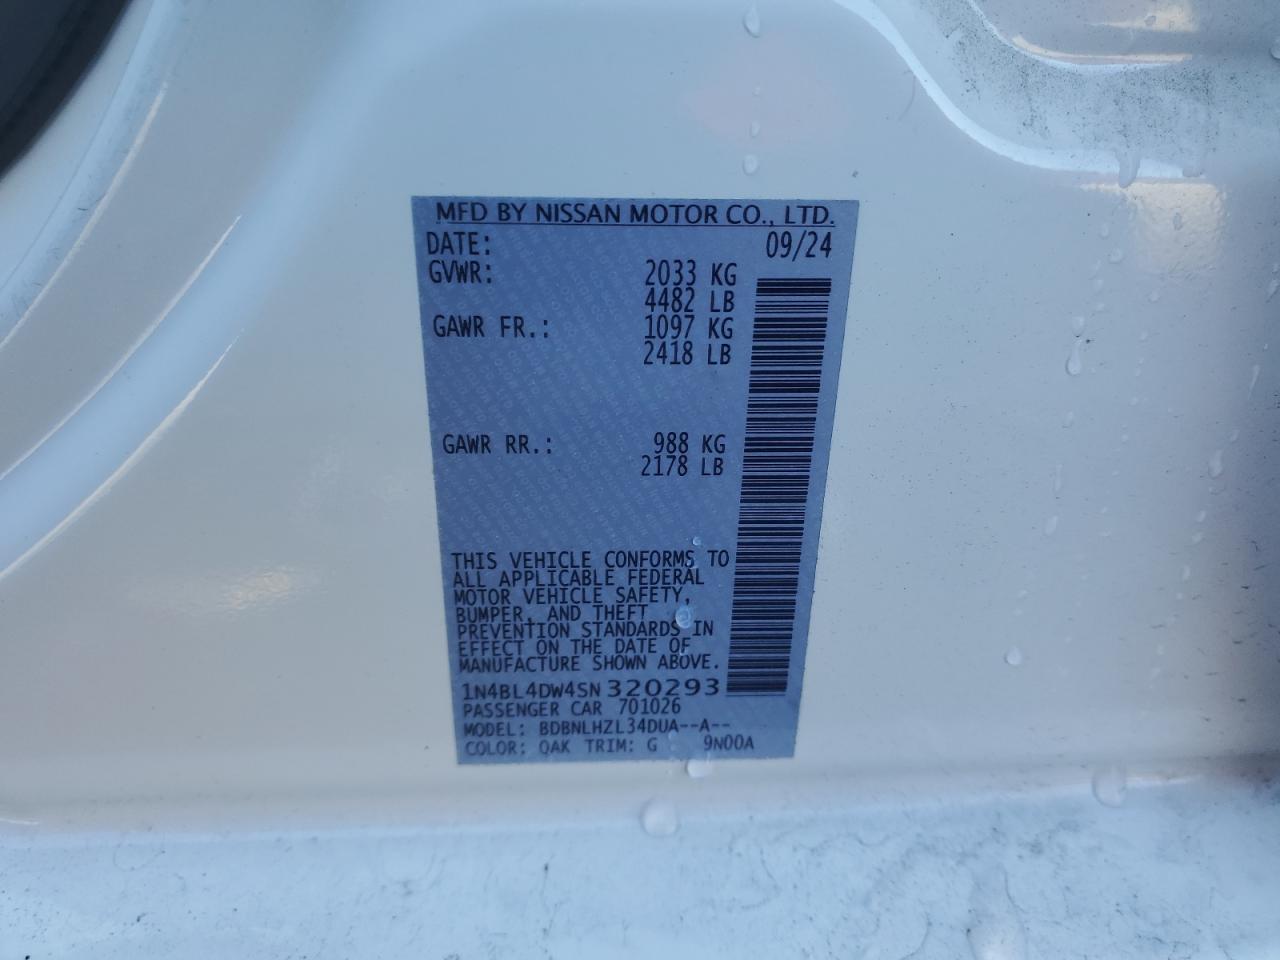 MFD BY NISSAN MOTOR CO., LTD.
DATE: 09/24
GVWR: 2033 KG
4482 LB
GAWR FR.: 1097 KG
2418 LB
GAWR RR.: 988 KG
2178 LB
THIS VEHICLE CONFORMS TO
ALL APPLICABLE FEDERAL
MOTOR VEHICLE SAFETY,
BUMPER, AND THEFT
PREVENTION STANDARDS IN
EFFECT ON THE DATE OF
MANUFACTURE SHOWN ABOVE.
1N4BL4DW4SN320293
PASSENGER CAR 701026
MODEL: BDBNLHZL34DUA--A--
COLOR: QAK TRIM: G 9N00A